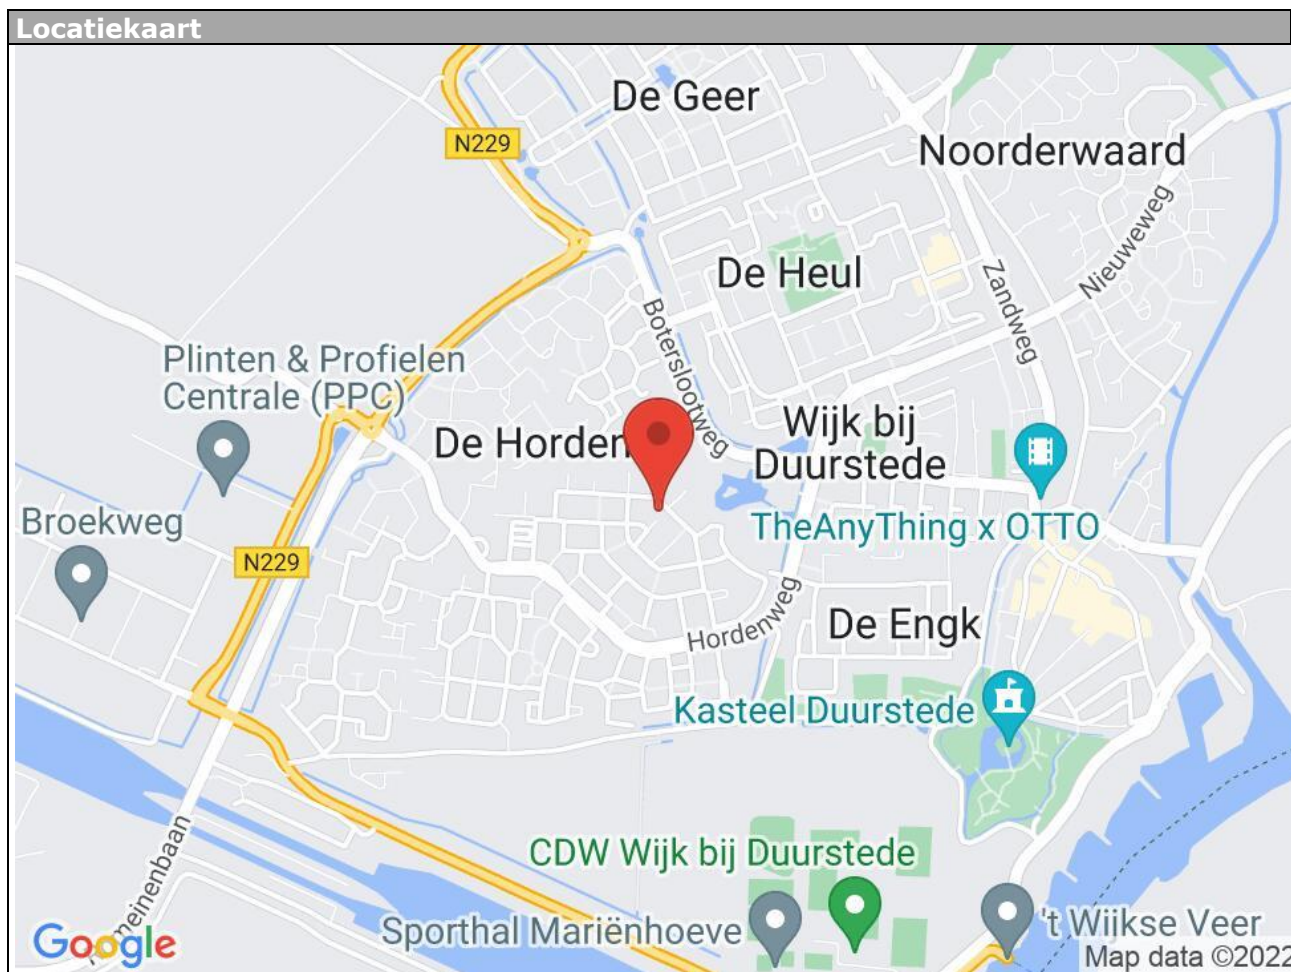 Locatiekaart
De Geer
N229
Noorderwaard
Nieuweweg
De Heul
Zandweg
Boterslootweg
Plinten & Profielen
Centrale (PPC)
De Horden
Wijk bij
Duurstede
Broekweg
TheAnyThing x OTTO
N229
Hordenweg
De Engk
Kasteel Duurstede
CDW Wijk bij Duurstede
Sporthal Mariënhoeve
't Wijkse Veer
Google
Map data ©2022